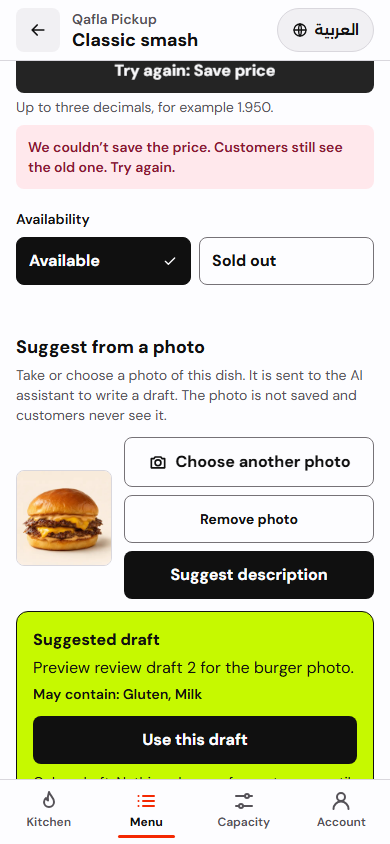 Qafla Pickup
Classic smash
العربية
Try again: Save price
Up to three decimals, for example 1.950.
We couldn’t save the price. Customers still see
the old one. Try again.
Availability
Available
Sold out
Suggest from a photo
Take or choose a photo of this dish. It is sent to the AI
assistant to write a draft. The photo is not saved and
customers never see it.
Choose another photo
Remove photo
Suggest description
Suggested draft
Preview review draft 2 for the burger photo.
May contain: Gluten, Milk
Use this draft
Kitchen
Menu
Capacity
Account